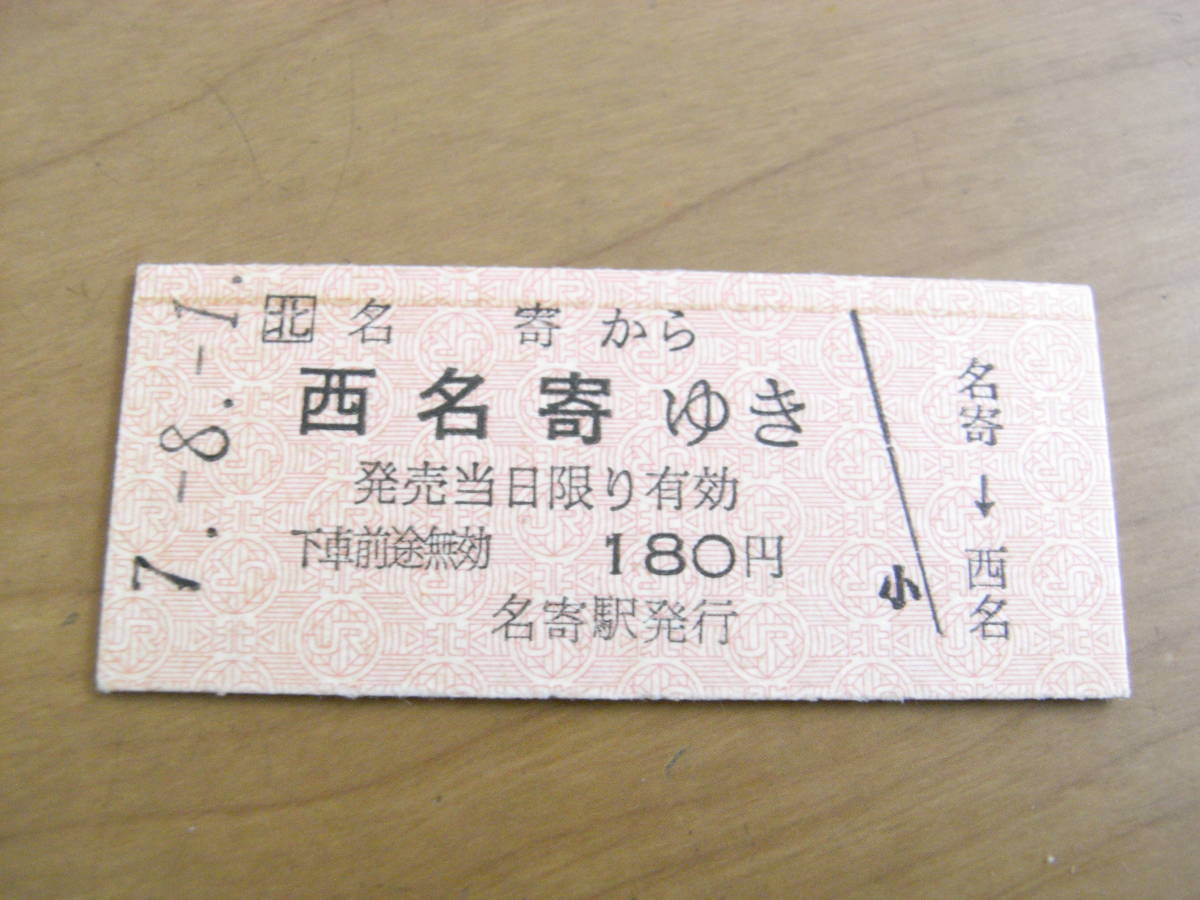 7.-8.-1.
北 名寄から
西名寄ゆき
発売当日限り有効
下車前途無効 180円
名寄駅発行
小
名寄→西名